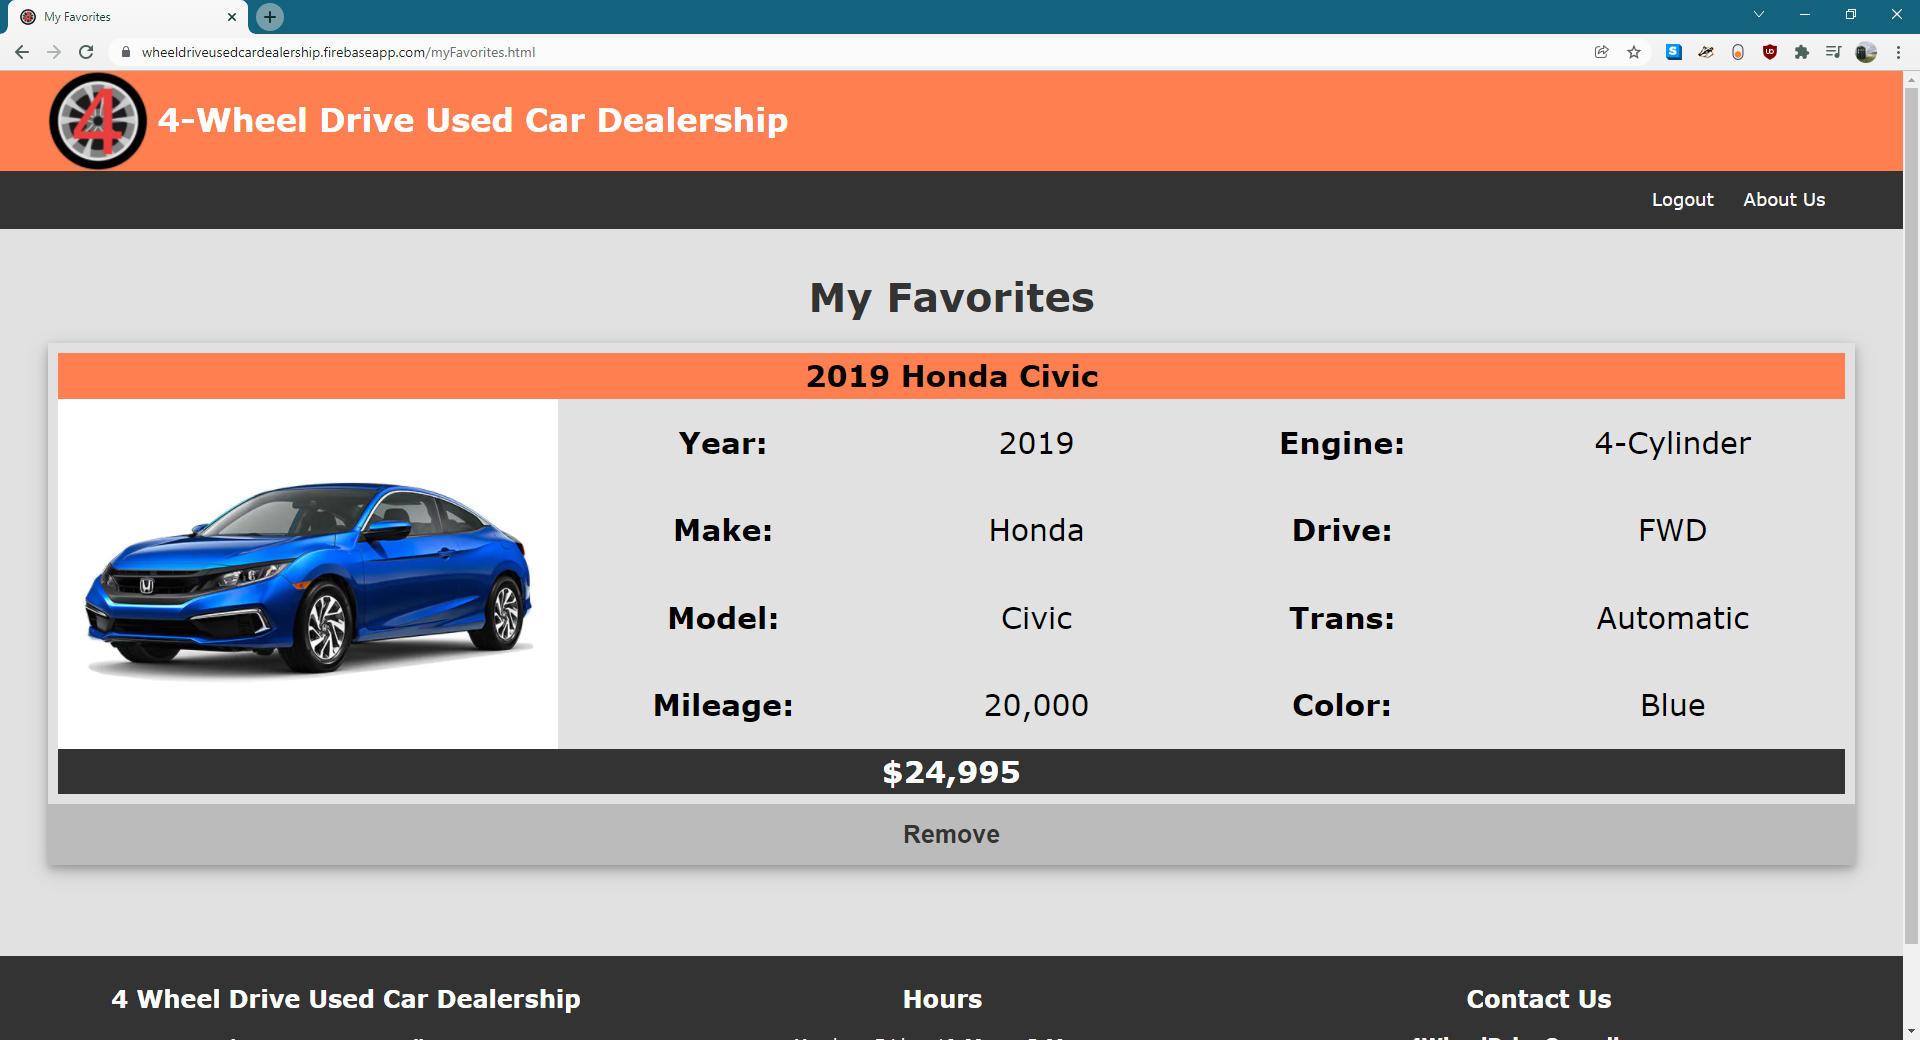 My Favorites
wheeldriveusedcardealership.firebaseapp.com/myFavorites.html
4
4-Wheel Drive Used Car Dealership
Logout About Us
My Favorites
2019 Honda Civic
Year: 2019 Engine: 4-Cylinder
Make: Honda Drive: FWD
Model: Civic Trans: Automatic
Mileage: 20,000 Color: Blue
$24,995
Remove
4 Wheel Drive Used Car Dealership Hours Contact Us